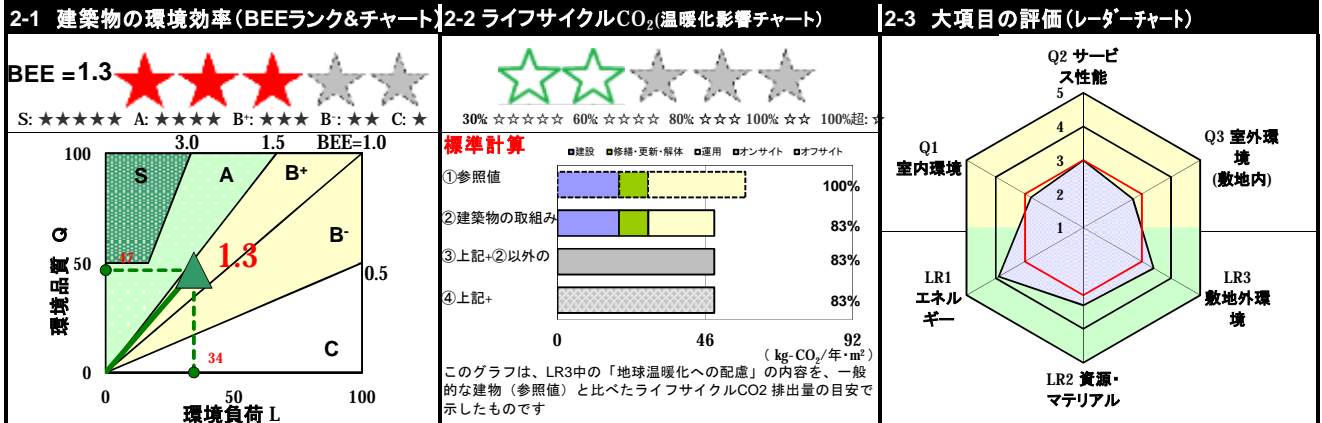 2-1 建築物の環境効率(BEEランク&チャート)
BEE = 1.3
S: ★★★★★ A: ★★★★ B⁺: ★★★ B⁻: ★★ C: ★
3.0 1.5 BEE=1.0
100
S A B⁺
B⁻
環境品質 Q
47
1.3
50
0.5
34
C
0
0 50 100
環境負荷 L
2-2 ライフサイクルCO₂(温暖化影響チャート)
30%: ☆☆☆☆☆ 60%: ☆☆☆☆ 80%: ☆☆☆ 100%: ☆☆ 100%超: ☆
標準計算
建設 修繕・更新・解体 運用 オンサイト オフサイト
①参照値 100%
②建築物の取組み 83%
③上記+②以外の 83%
④上記+ 83%
0 46 92
( kg-CO₂/年・m² )
このグラフは、LR3中の「地球温暖化への配慮」の内容を、一般
的な建物(参照値)と比べたライフサイクルCO2 排出量の目安で
示したものです
2-3 大項目の評価(レーダーチャート)
Q2 サービ
ス性能
5
4
3
2
1
Q1
室内環境
Q3 室外環
境
(敷地内)
LR1
エネル
ギー
LR3
敷地外環
境
LR2 資源・
マテリアル